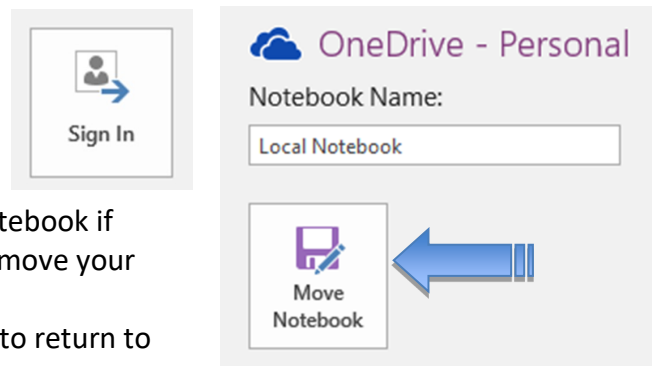 Sign In
tebook if
move your
to return to
OneDrive - Personal
Notebook Name:
Local Notebook
Move
Notebook